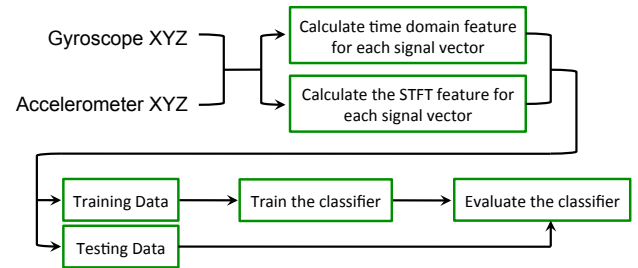 Gyroscope XYZ
Accelerometer XYZ
Calculate time domain feature
for each signal vector
Calculate the STFT feature for
each signal vector
Training Data
Train the classifier
Evaluate the classifier
Testing Data